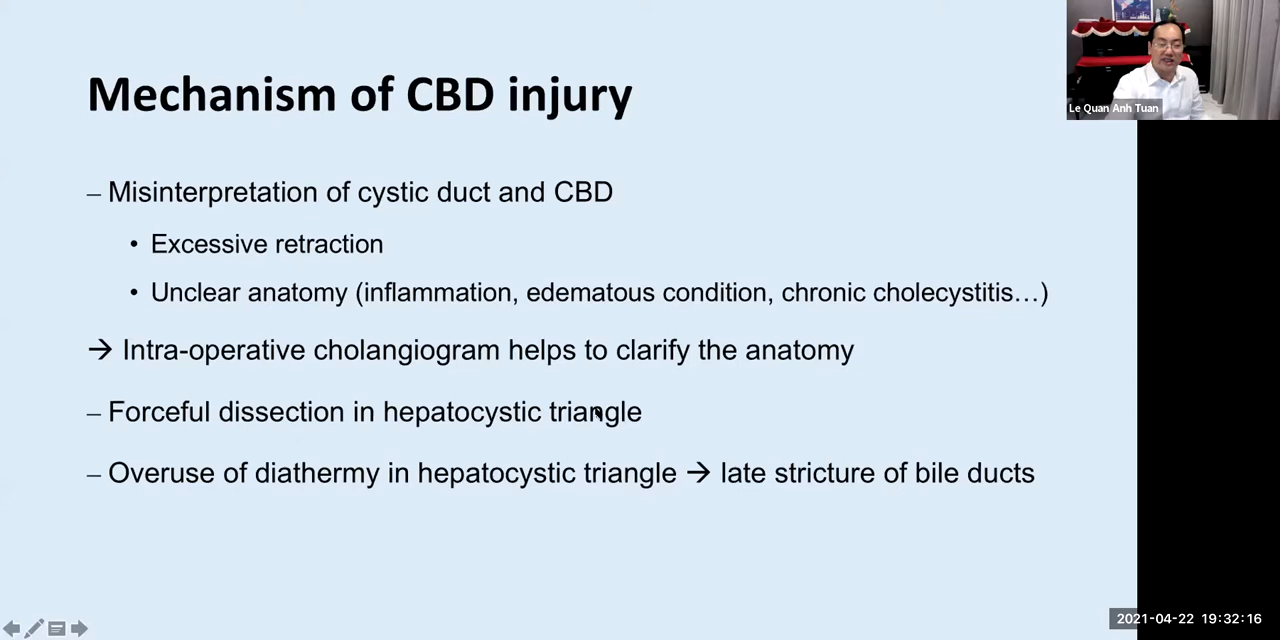 Mechanism of CBD injury
Le Quan Anh Tuan
– Misinterpretation of cystic duct and CBD
• Excessive retraction
• Unclear anatomy (inflammation, edematous condition, chronic cholecystitis…)
→ Intra-operative cholangiogram helps to clarify the anatomy
– Forceful dissection in hepatocystic triangle
– Overuse of diathermy in hepatocystic triangle → late stricture of bile ducts
2021-04-22 19:32:16